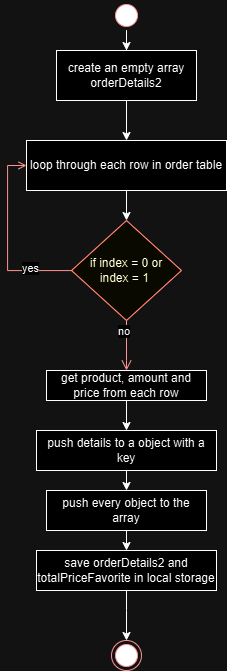 create an empty array
orderDetails2
loop through each row in order table
if index = 0 or
index = 1
yes
no
get product, amount and
price from each row
push details to a object with a
key
push every object to the
array
save orderDetails2 and
totalPriceFavorite in local storage